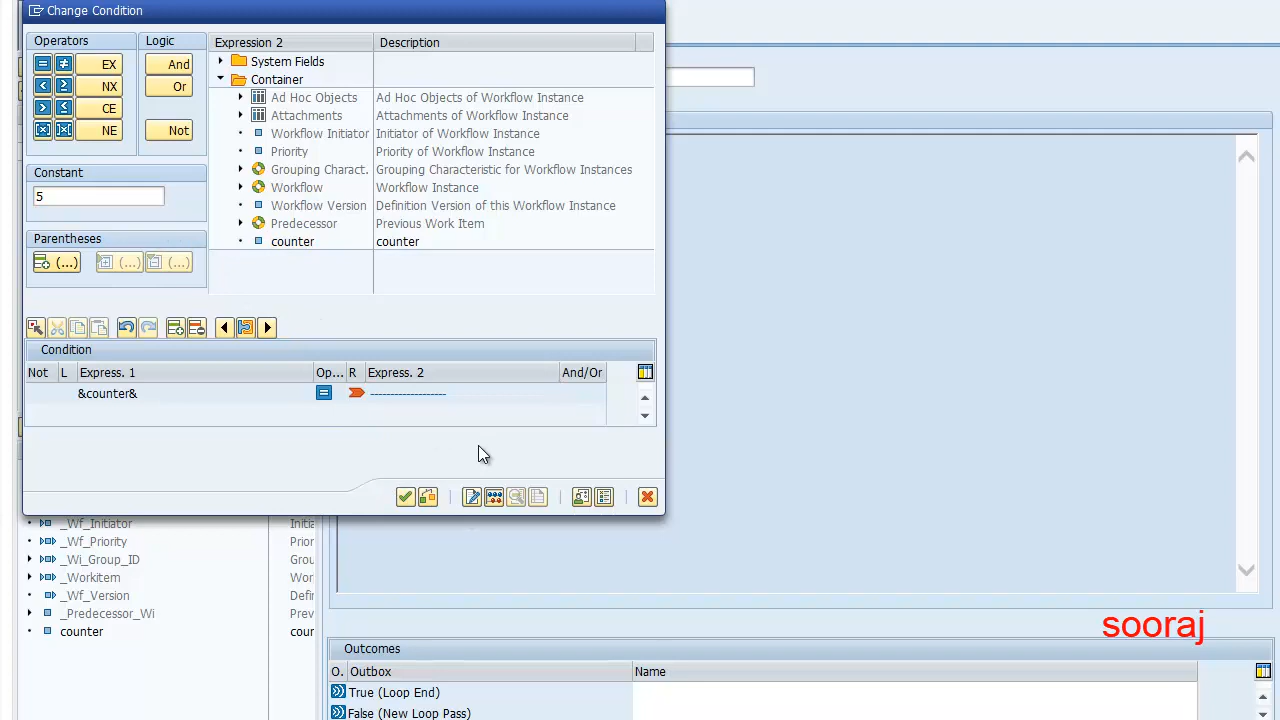 Change Condition
Operators
Logic
Expression 2
Description
EX
And
System Fields
NX
Or
Container
CE
Ad Hoc Objects
Ad Hoc Objects of Workflow Instance
Attachments
Attachments of Workflow Instance
NE
Not
Workflow Initiator
Initiator of Workflow Instance
Priority
Priority of Workflow Instance
Constant
Grouping Charact.
Grouping Characteristic for Workflow Instances
5
Workflow
Workflow Instance
Workflow Version
Definition Version of this Workflow Instance
Parentheses
Predecessor
Previous Work Item
counter
counter
(...)
(...)
(...)
Condition
Not
L
Express. 1
Op...
R
Express. 2
And/Or
&counter&
_Wf_Initiator
Initia
_Wf_Priority
Prior
_Wi_Group_ID
Grou
_Workitem
Wor
_Wf_Version
Defir
_Predecessor_Wi
Prev
counter
cour
sooraj
Outcomes
O.
Outbox
Name
True (Loop End)
False (New Loop Pass)